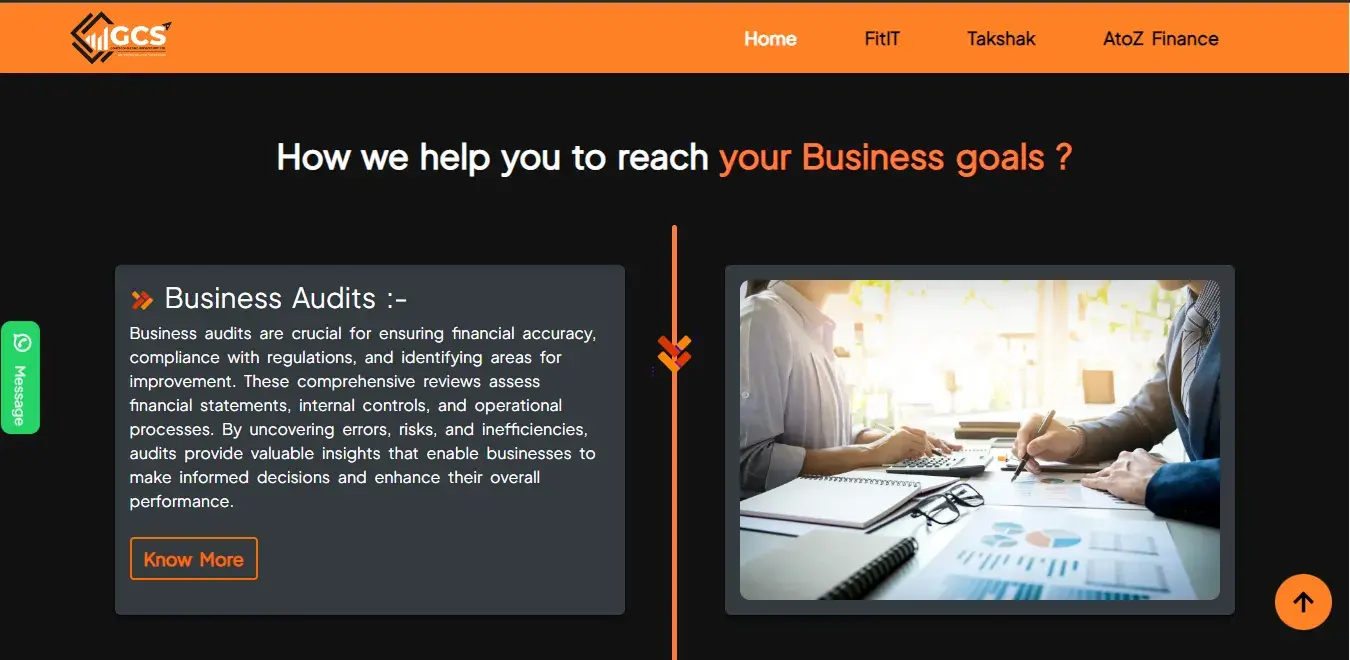 GCS
Home
FitIT
Takshak
AtoZ Finance
How we help you to reach your Business goals ?
Business Audits :-
Business audits are crucial for ensuring financial accuracy,
compliance with regulations, and identifying areas for
improvement. These comprehensive reviews assess
financial statements, internal controls, and operational
processes. By uncovering errors, risks, and inefficiencies,
audits provide valuable insights that enable businesses to
make informed decisions and enhance their overall
performance.
Know More
Message